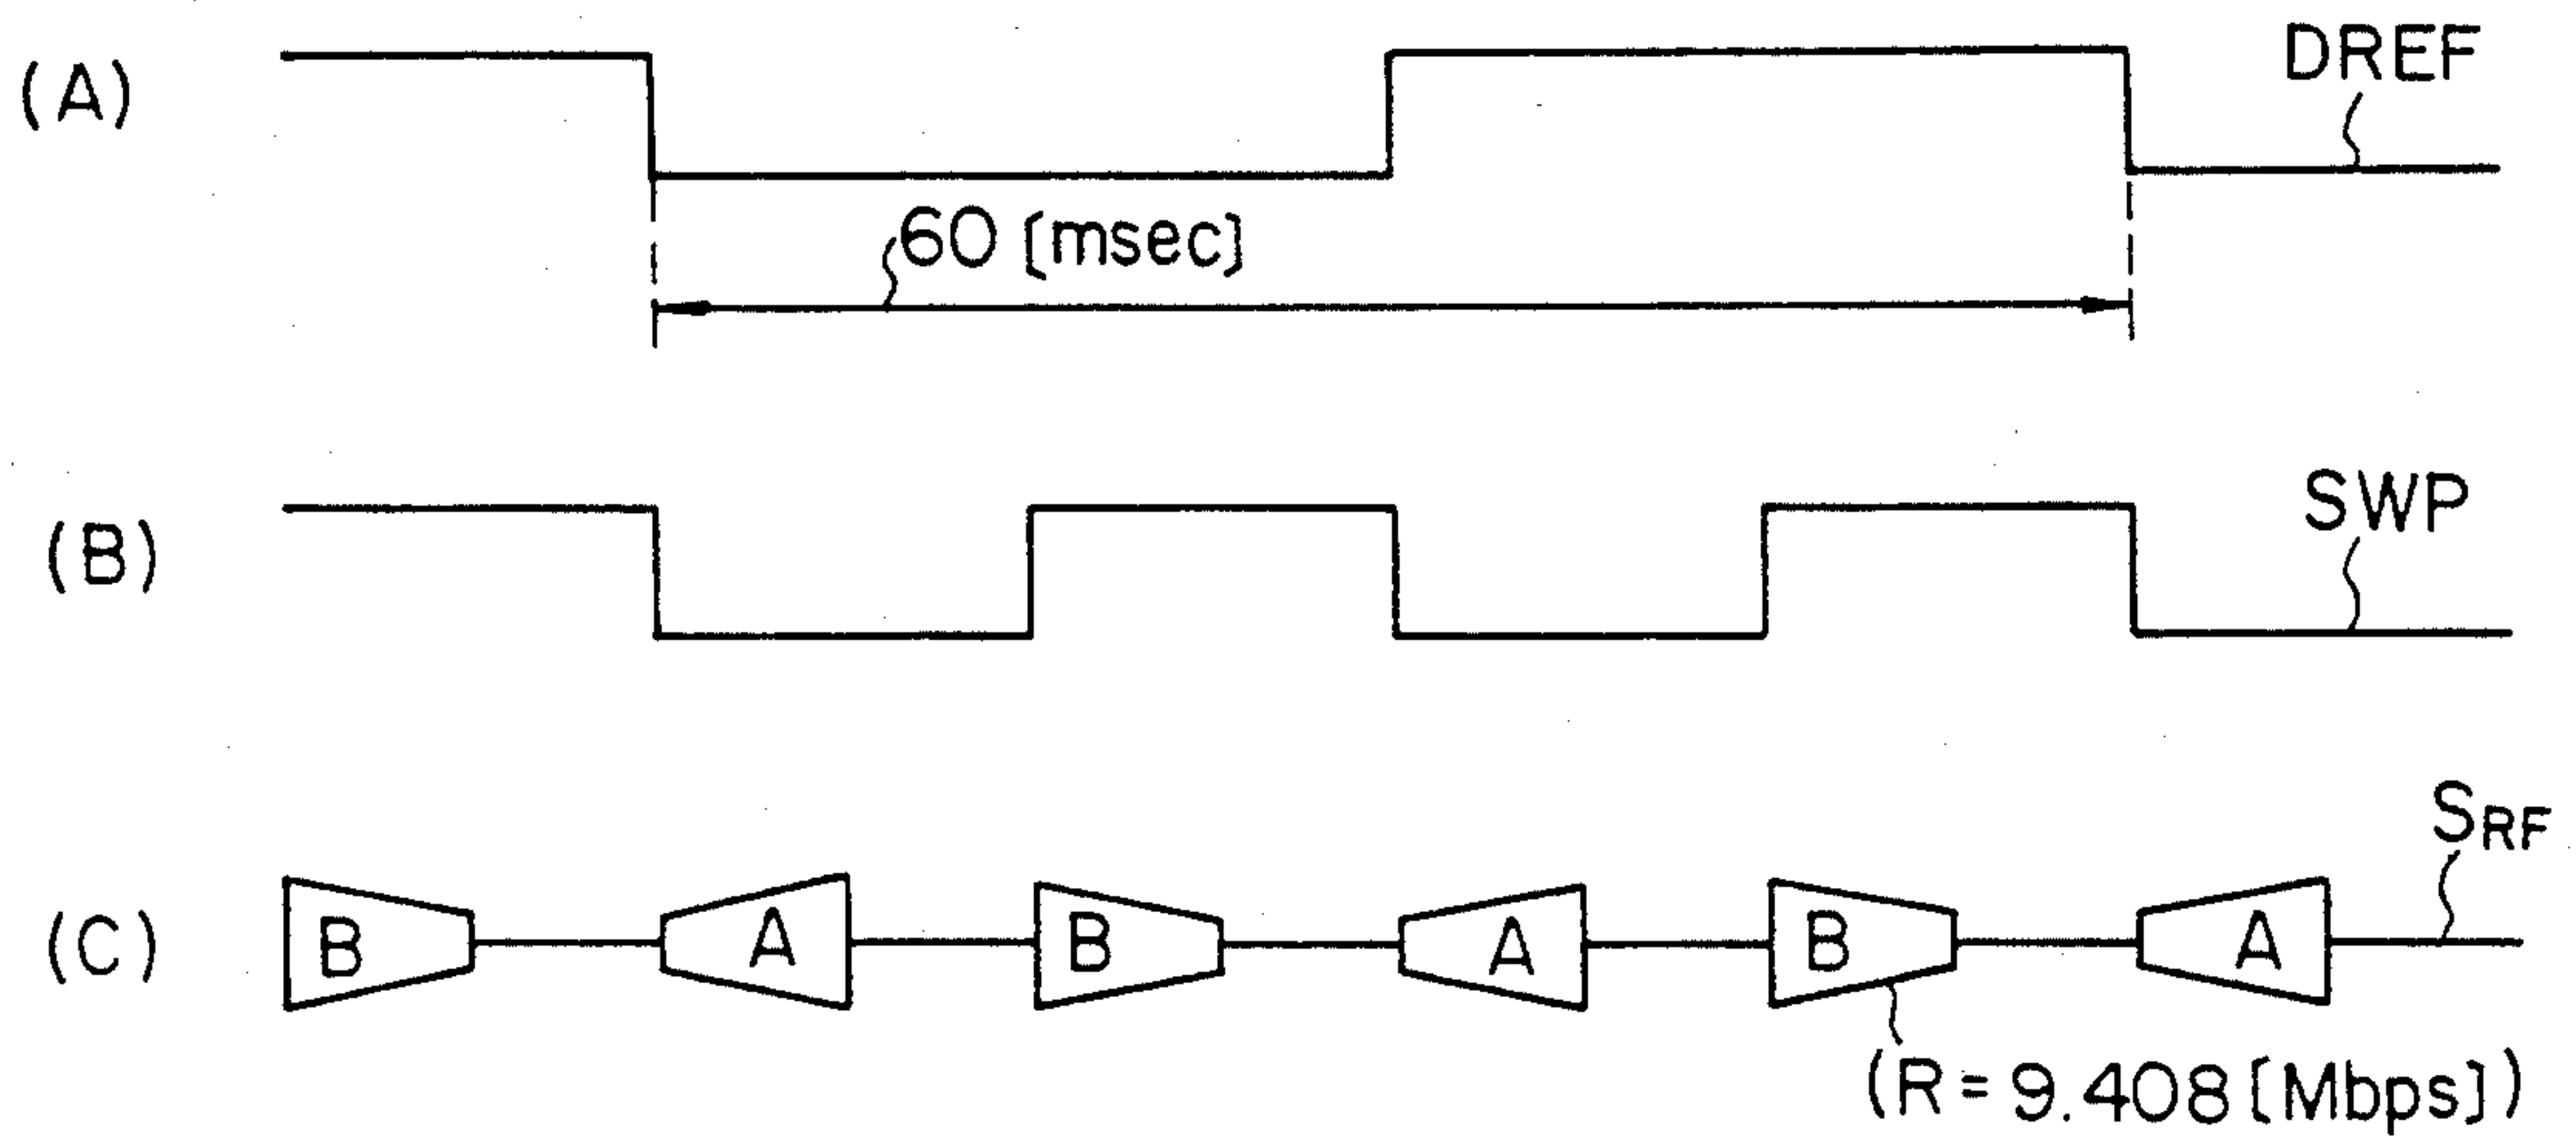 (A)
DREF
60 [msec]
(B)
SWP
(C)
B
A
B
A
B
A
SRF
(R = 9.408 [Mbps])